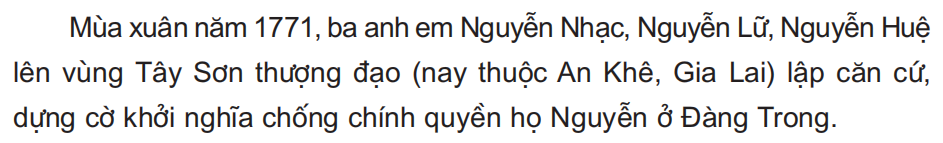 Mùa xuân năm 1771, ba anh em Nguyễn Nhạc, Nguyễn Lữ, Nguyễn Huệ
lên vùng Tây Sơn thượng đạo (nay thuộc An Khê, Gia Lai) lập căn cứ,
dựng cờ khởi nghĩa chống chính quyền họ Nguyễn ở Đàng Trong.